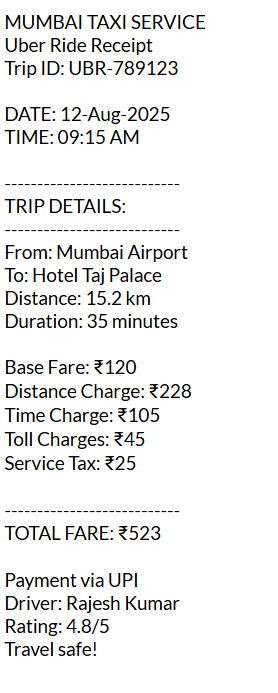 MUMBAI TAXI SERVICE
Uber Ride Receipt
Trip ID: UBR-789123
DATE: 12-Aug-2025
TIME: 09:15 AM
---------------------------
TRIP DETAILS:
---------------------------
From: Mumbai Airport
To: Hotel Taj Palace
Distance: 15.2 km
Duration: 35 minutes
Base Fare: ₹120
Distance Charge: ₹228
Time Charge: ₹105
Toll Charges: ₹45
Service Tax: ₹25
---------------------------
TOTAL FARE: ₹523
Payment via UPI
Driver: Rajesh Kumar
Rating: 4.8/5
Travel safe!